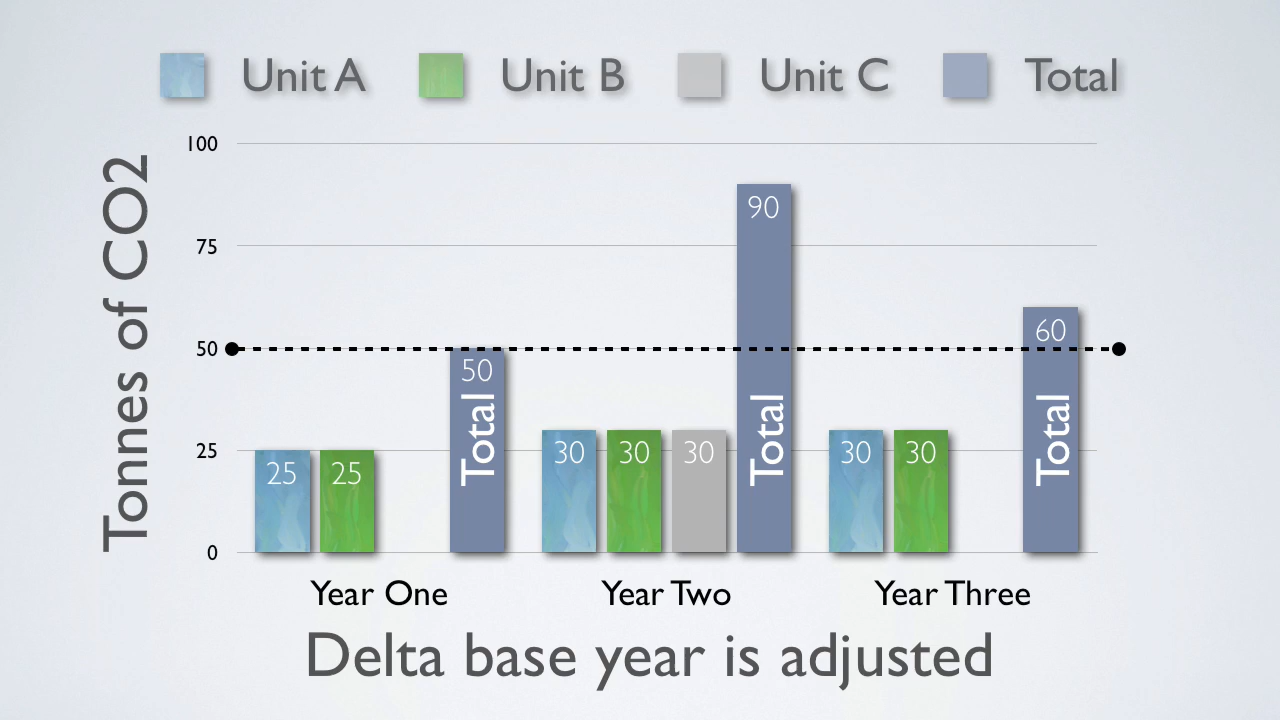 Unit A Unit B Unit C Total
Tonnes of CO2
100
75
50
25
0
25 25 50 Total
30 30 30 90 Total
30 30 60 Total
Year One Year Two Year Three
Delta base year is adjusted